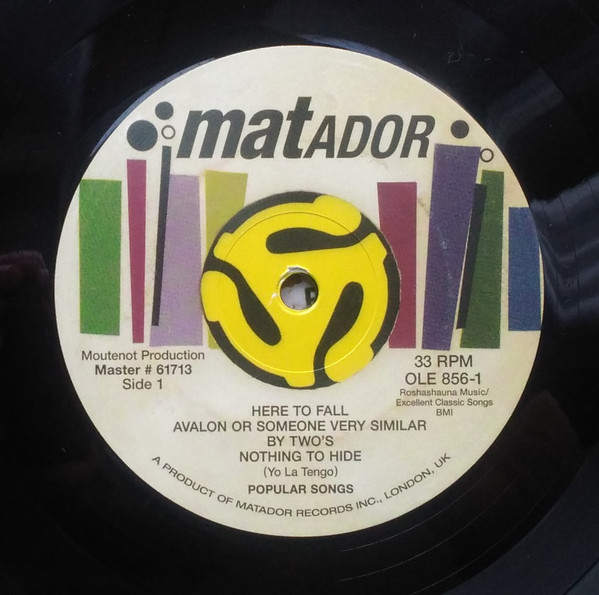 matADOR
Moutenot Production
Master # 61713
Side 1
33 RPM
OLE 856-1
Roshashauna Music/
Excellent Classic Songs
BMI
HERE TO FALL
AVALON OR SOMEONE VERY SIMILAR
BY TWO'S
NOTHING TO HIDE
(Yo La Tengo)
POPULAR SONGS
A PRODUCT OF MATADOR RECORDS INC., LONDON, UK